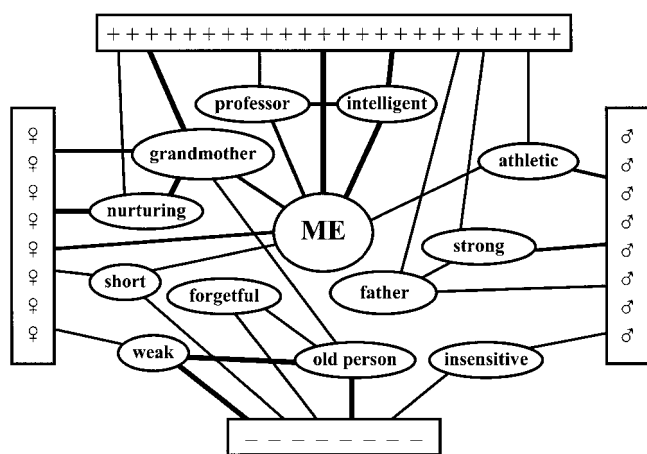 + + + + + + + + + + + + + + + + + + + + + + +
professor
intelligent
grandmother
athletic
nurturing
ME
strong
short
forgetful
father
weak
old person
insensitive
♀
♀
♀
♀
♀
♀
♀
♀
♂
♂
♂
♂
♂
♂
♂
♂
– – – – – – – –